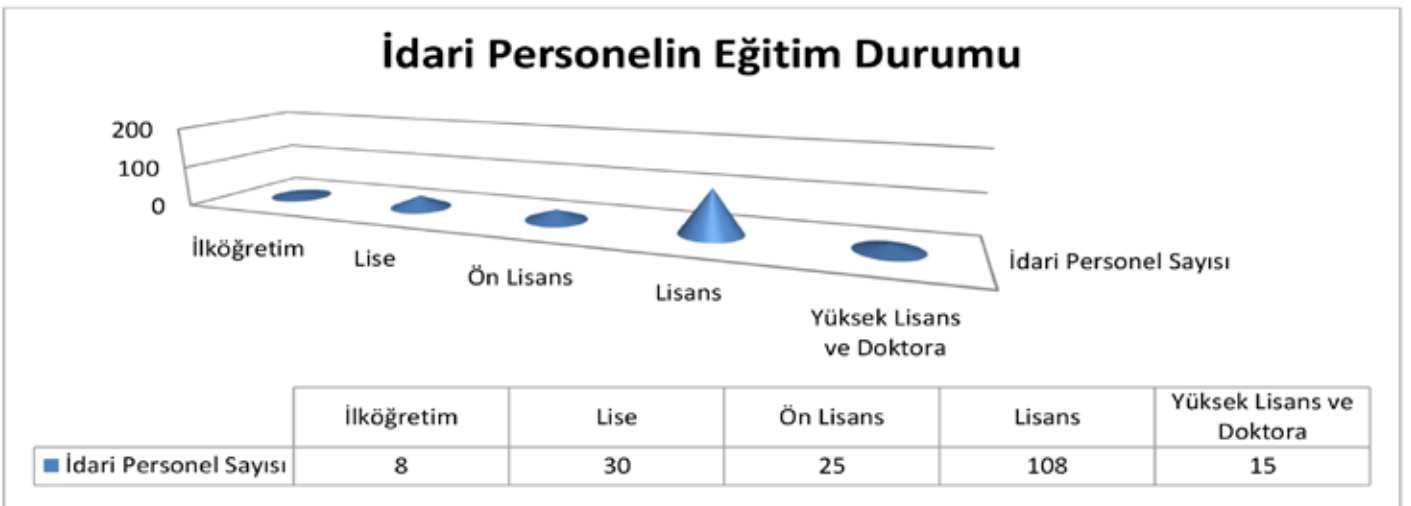 İdari Personelin Eğitim Durumu
200
100
0
İlköğretim
Lise
Ön Lisans
Lisans
Yüksek Lisans
ve Doktora
İdari Personel Sayısı
İlköğretim Lise Ön Lisans Lisans Yüksek Lisans ve
Doktora
İdari Personel Sayısı 8 30 25 108 15